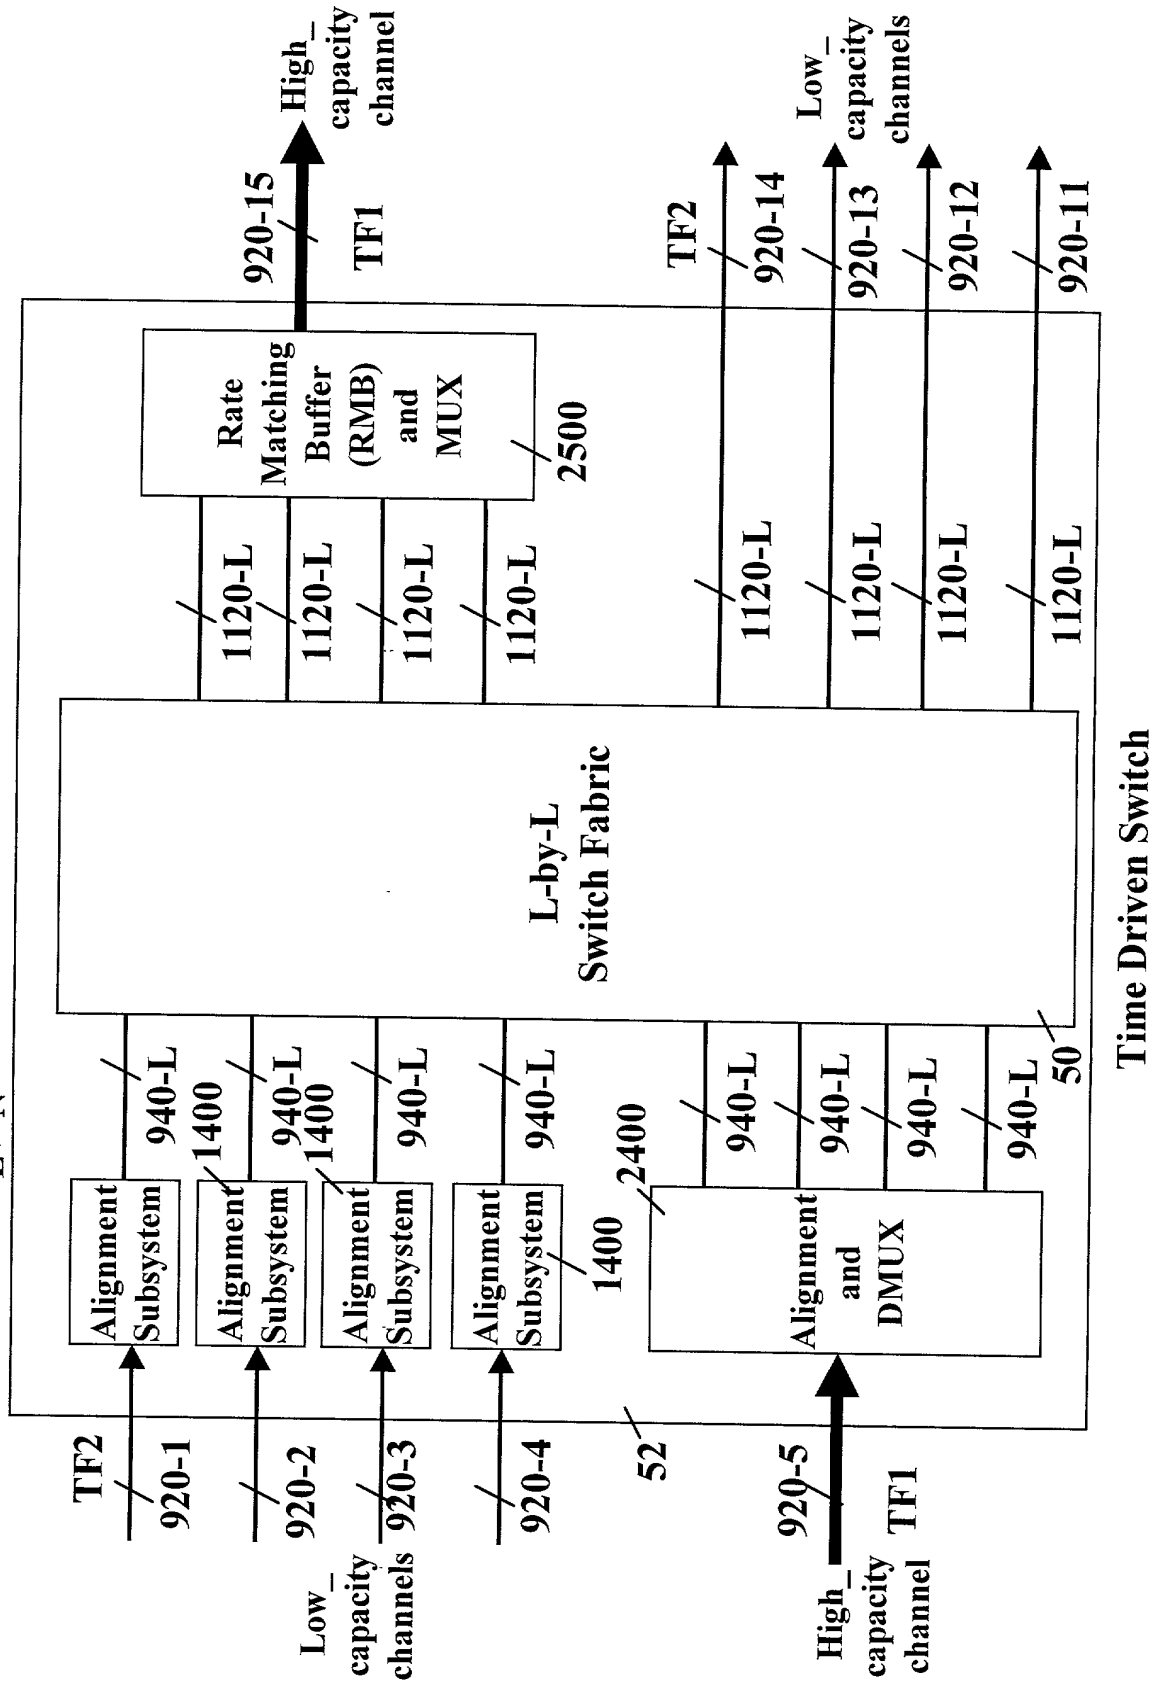 High_
capacity
channel
920-15
TF1
Low_
capacity
channels
TF2
920-14
920-13
920-12
920-11
Rate
Matching
Buffer
(RMB)
and
MUX
2500
1120-L
1120-L
1120-L
1120-L
1120-L
1120-L
1120-L
1120-L
L-by-L
Switch Fabric
50
940-L
940-L
940-L
940-L
940-L
940-L
940-L
940-L
1400
1400
1400
2400
Alignment
Subsystem
Alignment
Subsystem
Alignment
Subsystem
Alignment
Subsystem
Alignment
and
DMUX
52
TF2
920-1
920-2
920-3
920-4
Low_
capacity
channels
920-5
TF1
High_
capacity
channel
Time Driven Switch